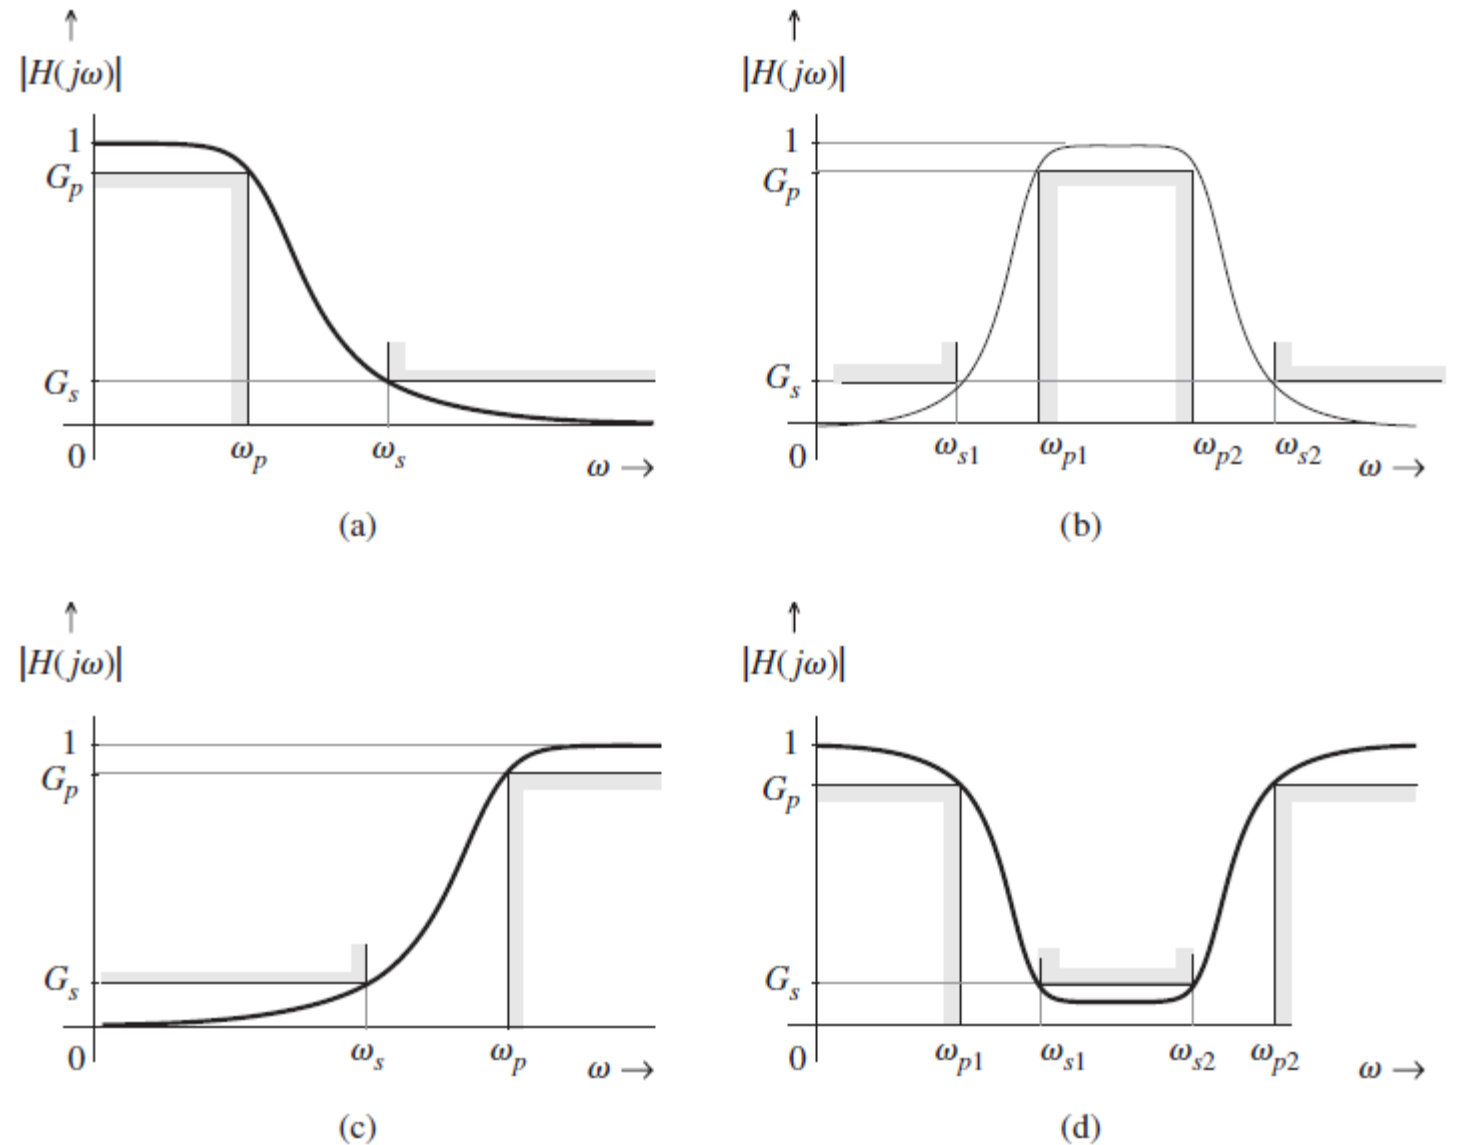 ↑ ↑
|H(jω)| |H(jω)|
1 1
G_p G_p
G_s G_s
0 ω_p ω_s ω → 0 ω_s1 ω_p1 ω_p2 ω_s2 ω →
(a) (b)
↑ ↑
|H(jω)| |H(jω)|
1 1
G_p G_p
G_s G_s
0 ω_s ω_p ω → 0 ω_p1 ω_s1 ω_s2 ω_p2 ω →
(c) (d)